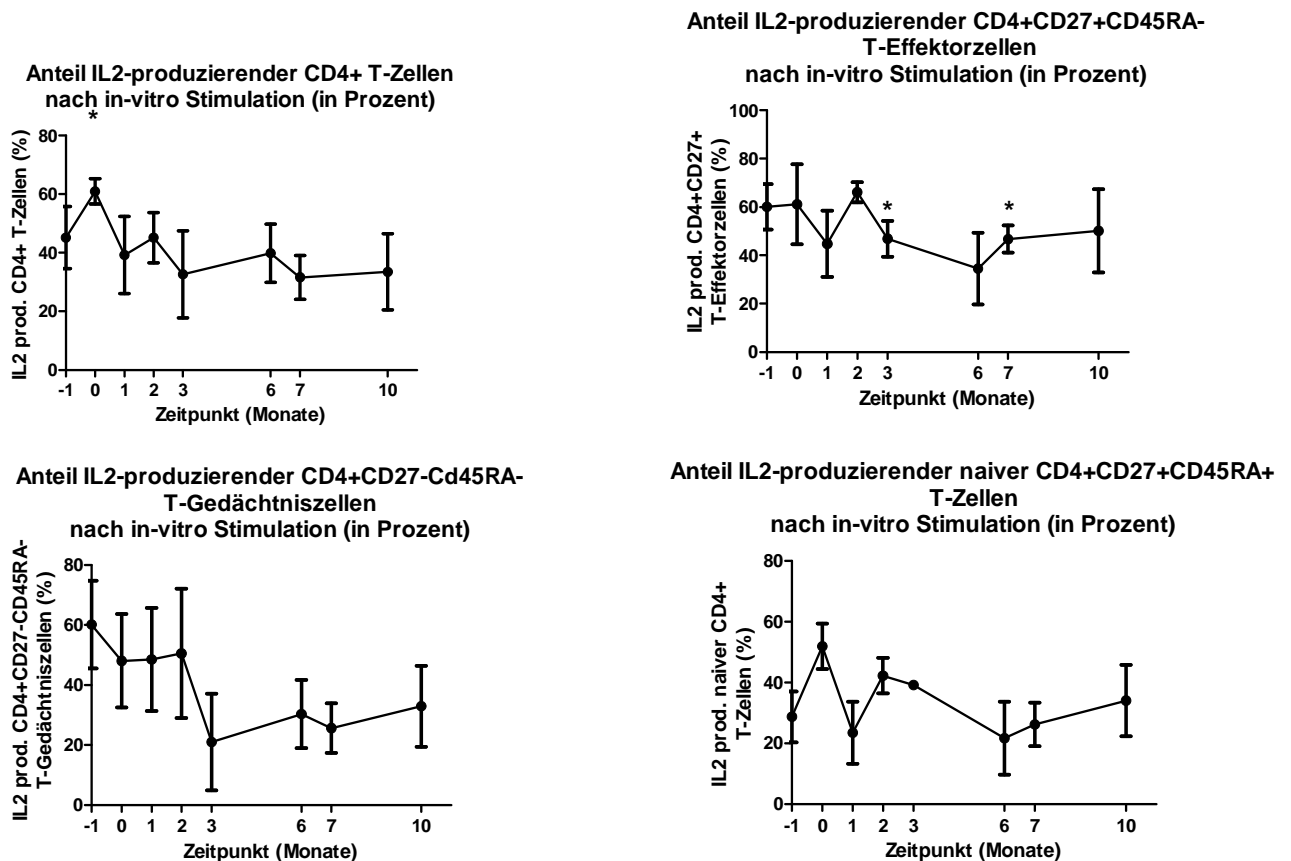 Anteil IL2-produzierender CD4+ T-Zellen
nach in-vitro Stimulation (in Prozent)
*
IL2 prod. CD4+ T-Zellen (%)
80
60
40
20
0
-1 0 1 2 3 6 7 10
Zeitpunkt (Monate)
Anteil IL2-produzierender CD4+CD27+CD45RA-
T-Effektorzellen
nach in-vitro Stimulation (in Prozent)
IL2 prod. CD4+CD27+
T-Effektorzellen (%)
100
80
60
40
20
0
* *
-1 0 1 2 3 6 7 10
Zeitpunkt (Monate)
Anteil IL2-produzierender CD4+CD27-Cd45RA-
T-Gedächtniszellen
nach in-vitro Stimulation (in Prozent)
IL2 prod. CD4+CD27-CD45RA-
T-Gedächtniszellen (%)
80
60
40
20
0
-1 0 1 2 3 6 7 10
Zeitpunkt (Monate)
Anteil IL2-produzierender naiver CD4+CD27+CD45RA+
T-Zellen
nach in-vitro Stimulation (in Prozent)
IL2 prod. naiver CD4+
T-Zellen (%)
80
60
40
20
0
-1 0 1 2 3 6 7 10
Zeitpunkt (Monate)